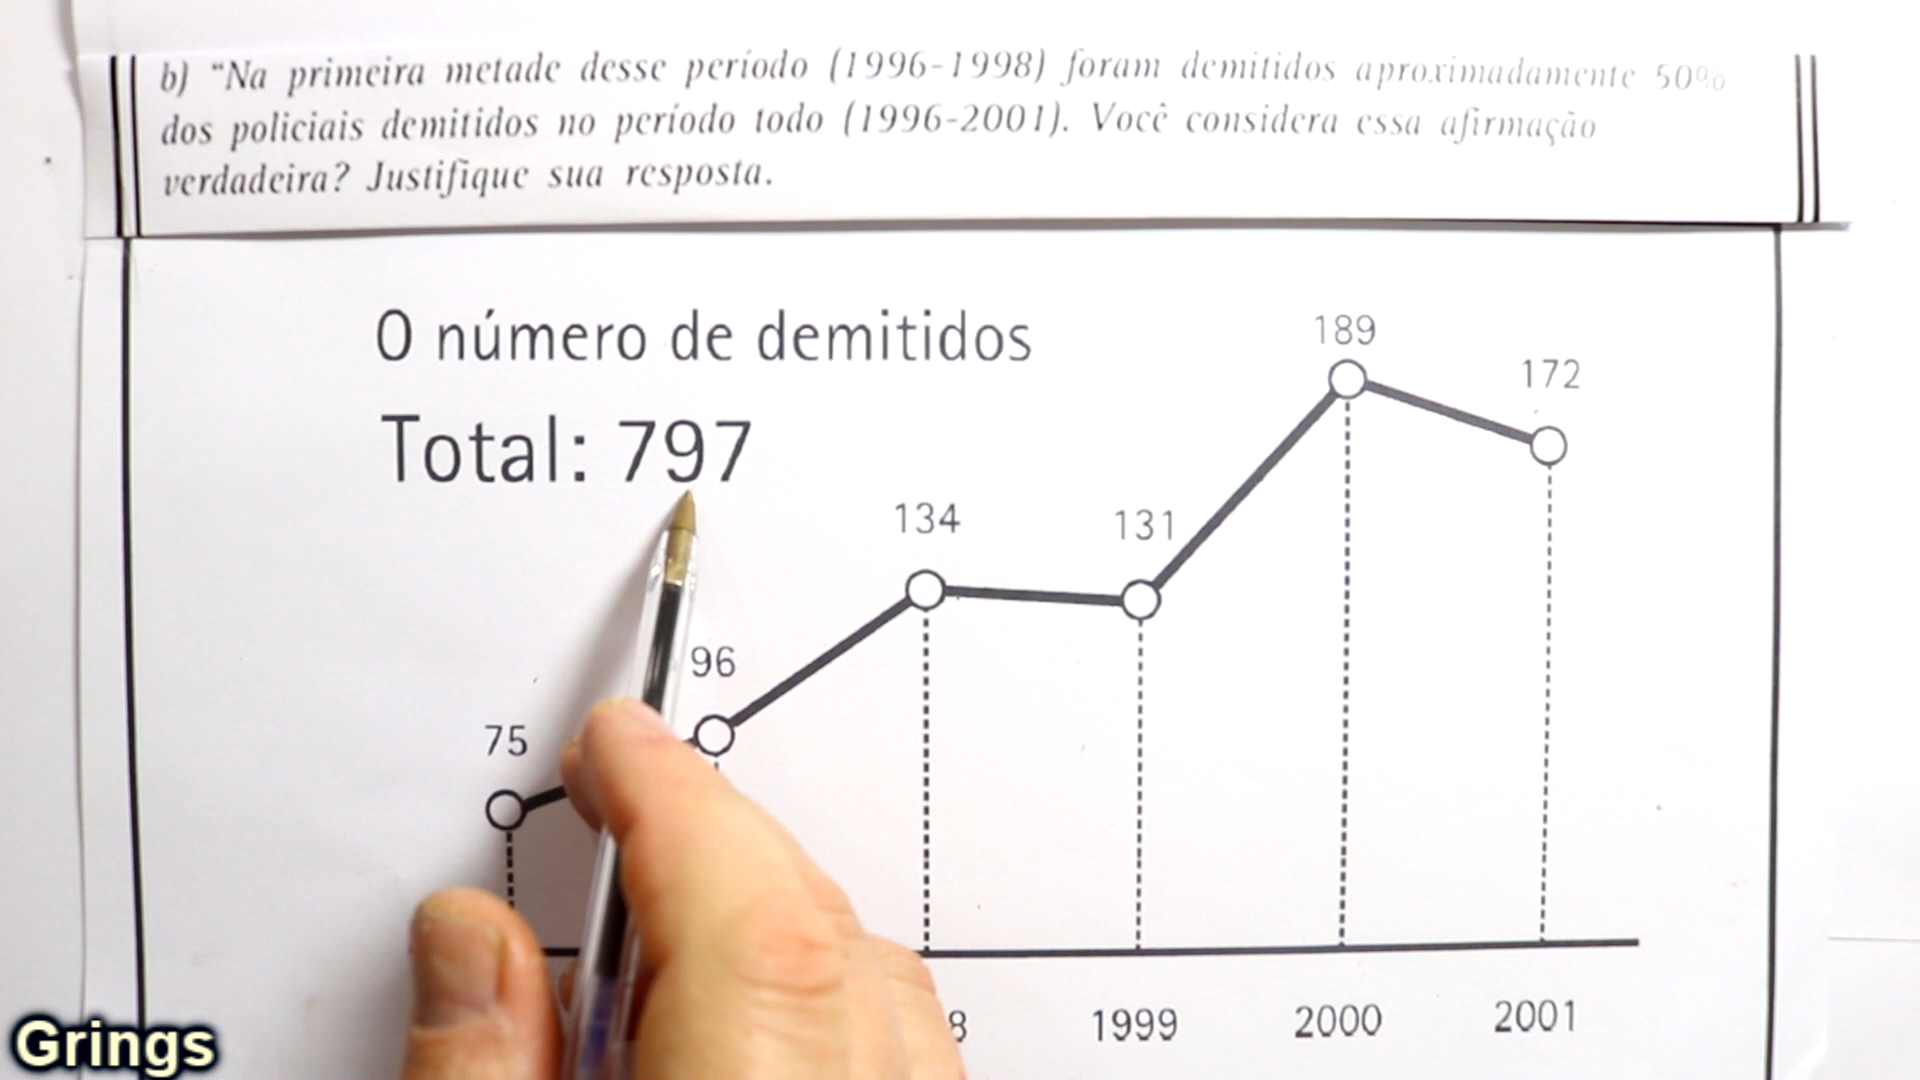 b) "Na primeira metade desse período (1996-1998) foram demitidos aproximadamente 50%
dos policiais demitidos no período todo (1996-2001). Você considera essa afirmação
verdadeira? Justifique sua resposta.
O número de demitidos
Total: 797
75
96
134
131
189
172
8
1999
2000
2001
Grings